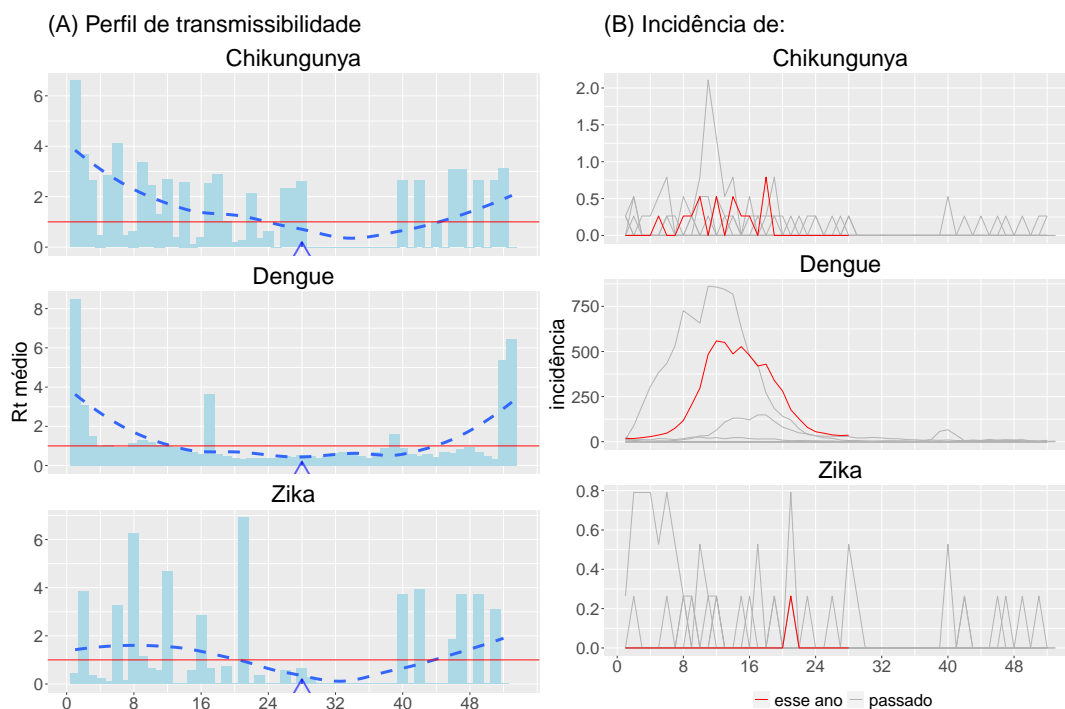 (A) Perfil de transmissibilidade
Chikungunya
6
4
2
0
Dengue
8
6
4
2
0
Rt médio
Zika
6
4
2
0
0 8 16 24 32 40 48
(B) Incidência de:
Chikungunya
2.0
1.5
1.0
0.5
0.0
Dengue
750
500
250
0
incidência
Zika
0.8
0.6
0.4
0.2
0.0
0 8 16 24 32 40 48
esse ano passado